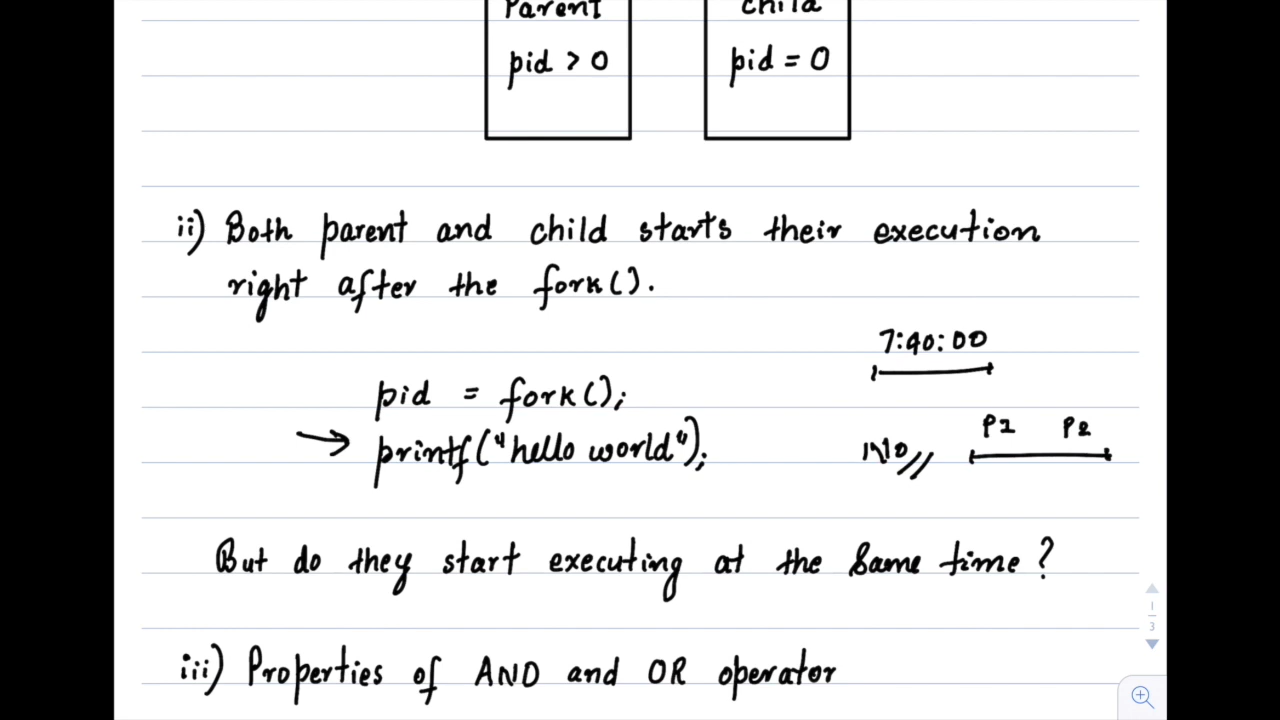 Parent child
pid > 0 pid = 0
ii) Both parent and child starts their execution
right after the fork().
7:40:00
pid = fork();
P1 P2
→ printf("hello world"); NO
But do they start executing at the same time?
1
3
iii) Properties of AND and OR operator